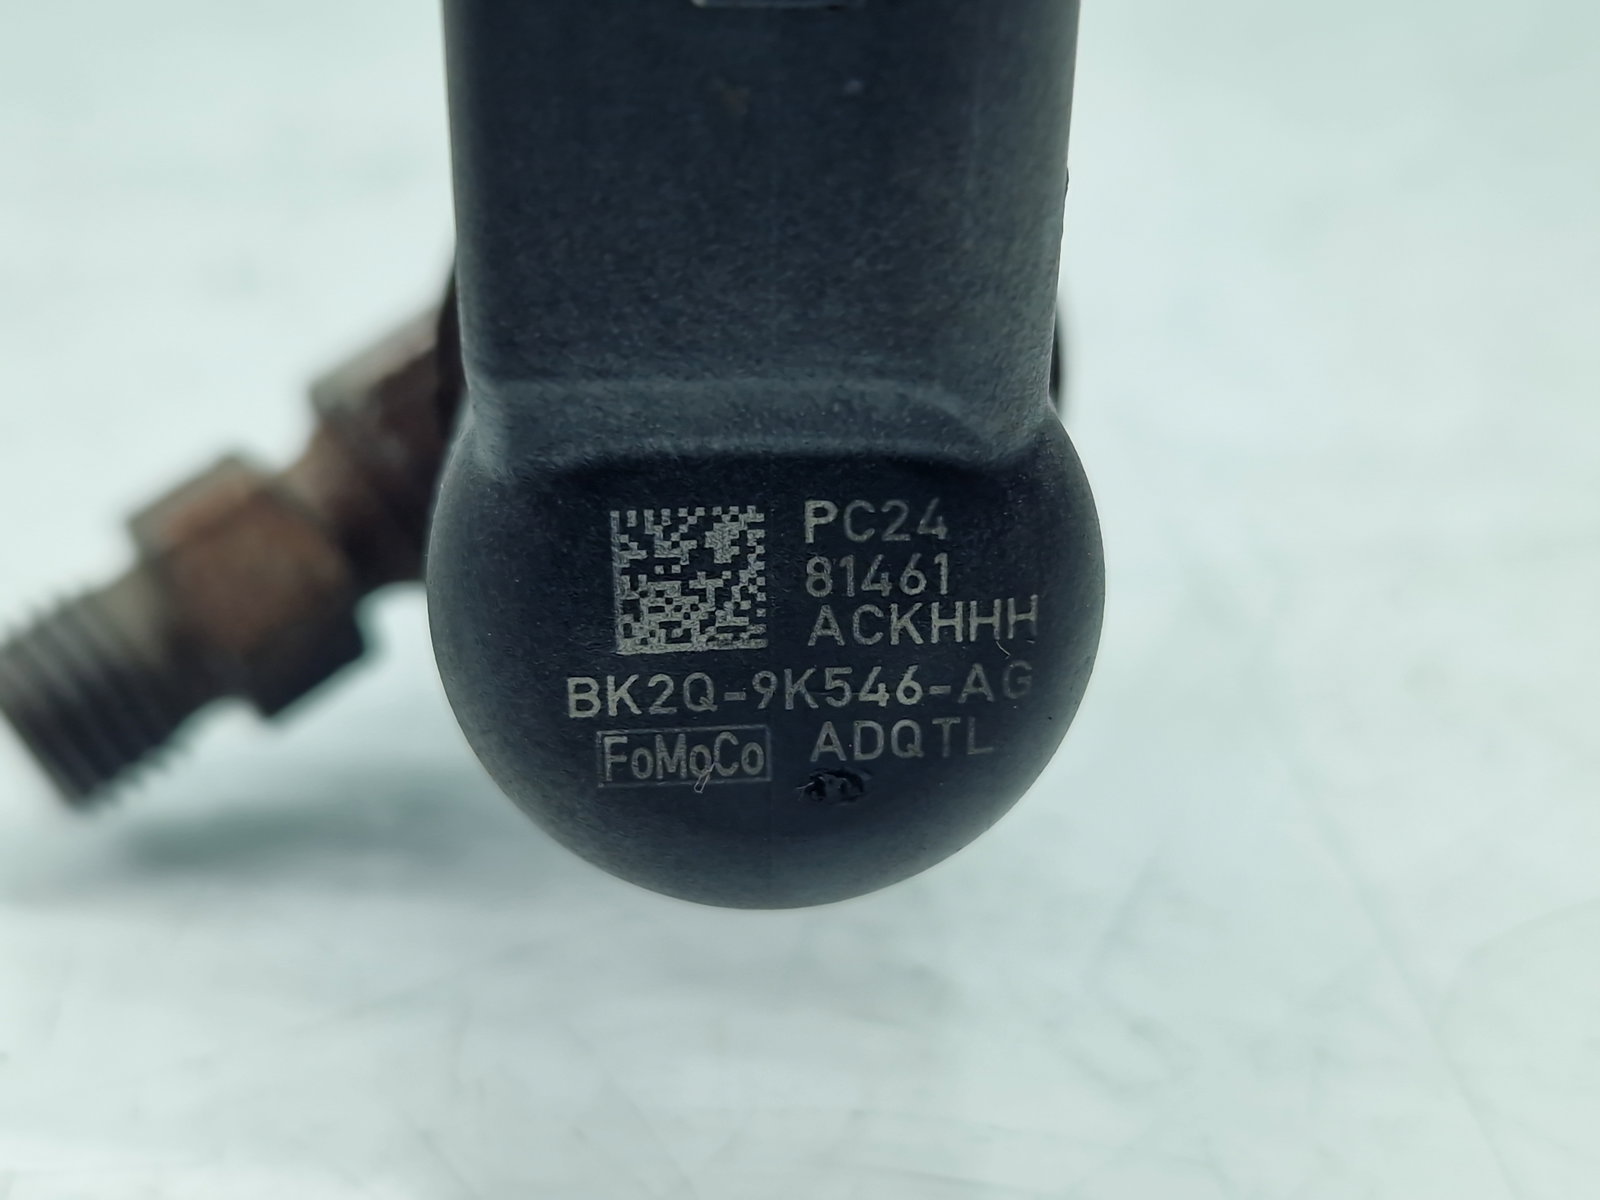 PC24
81461
ACKHHH
BK2Q-9K546-AG
FoMoCo ADQTL